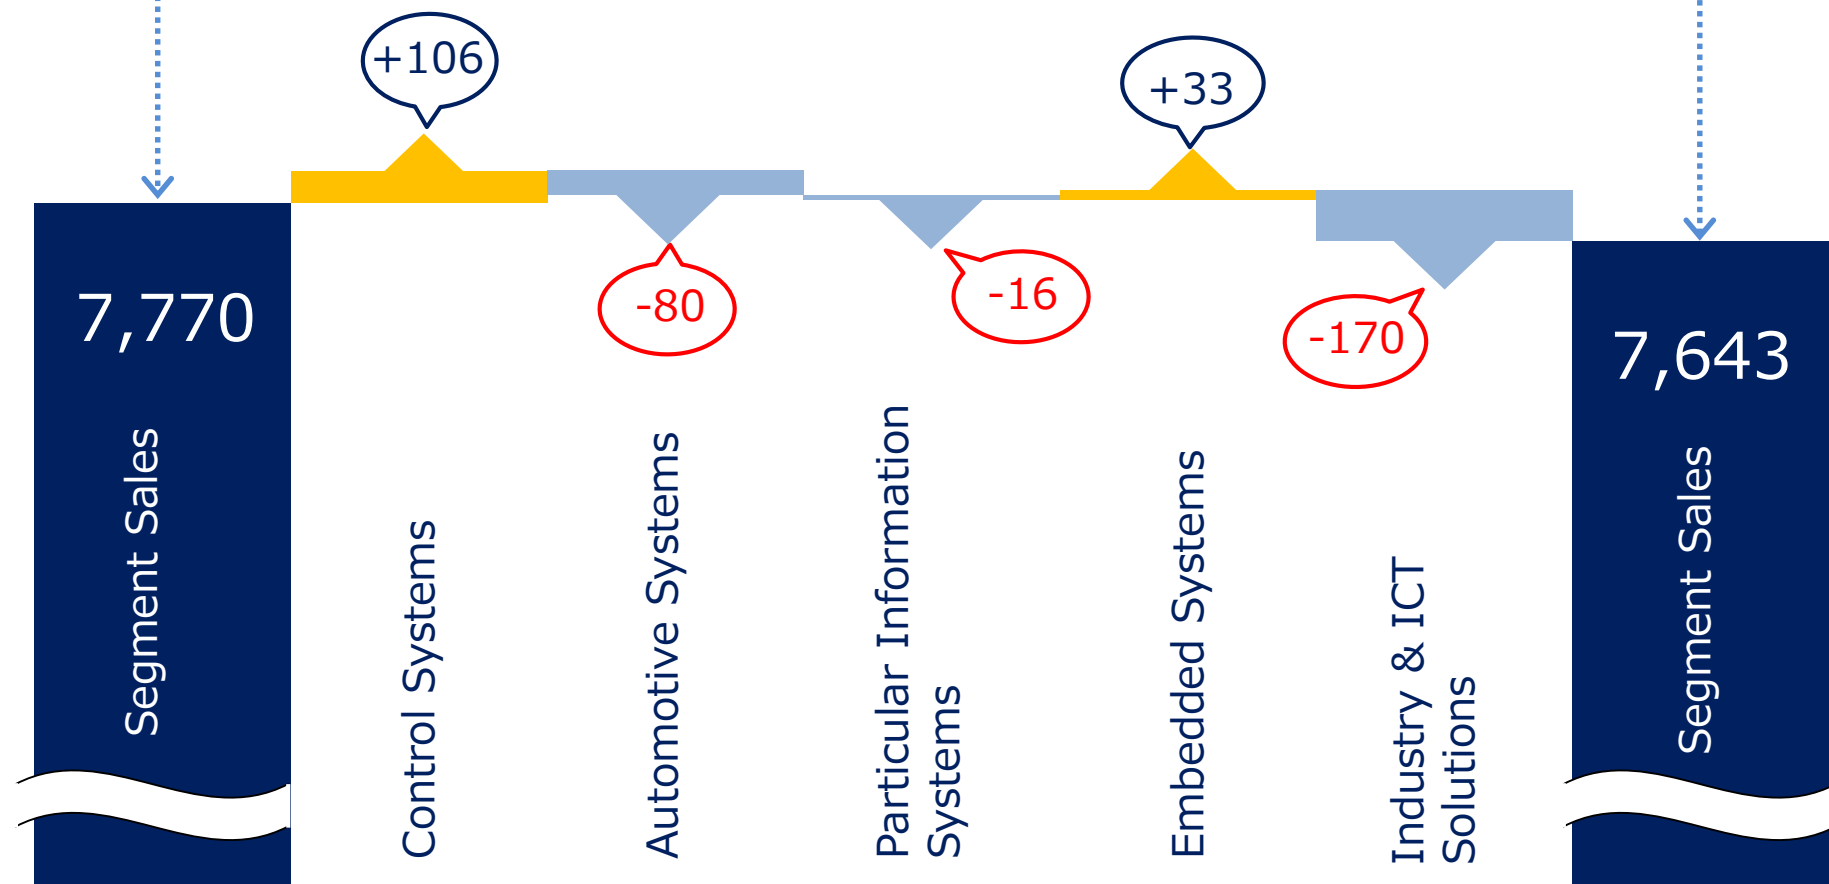 +106
+33
-80
-16
-170
7,770
7,643
Segment Sales
Control Systems
Automotive Systems
Particular Information
Systems
Embedded Systems
Industry & ICT
Solutions
Segment Sales